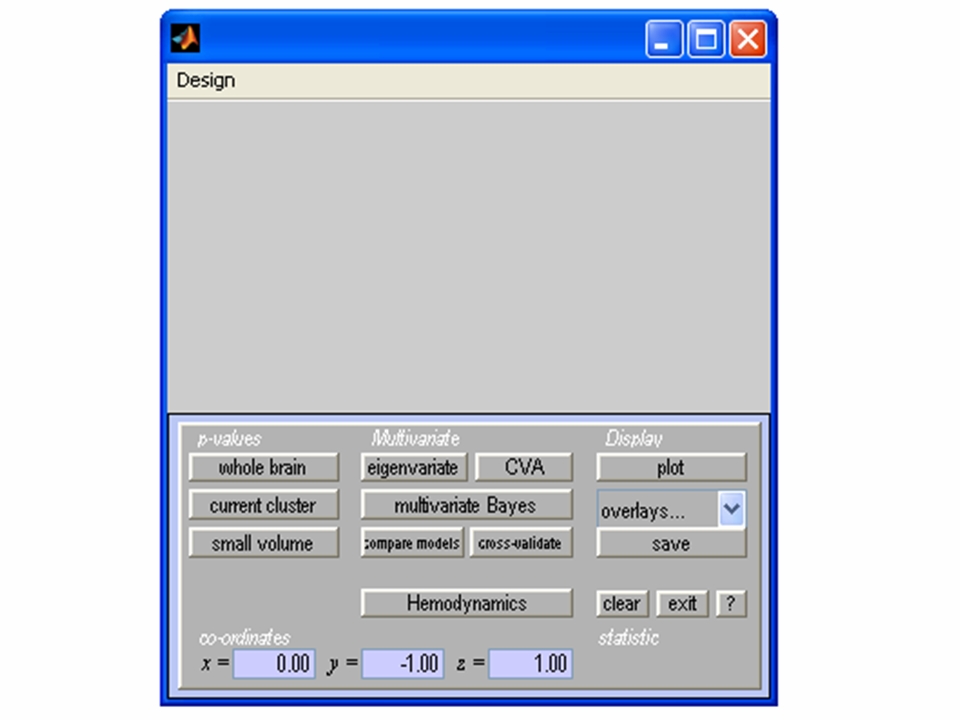 Design
p-values Multivariate Display
whole brain eigenvariate CVA plot
current cluster multivariate Bayes overlays...
small volume compare models cross-validate save
Hemodynamics clear exit ?
co-ordinates statistic
x = 0.00 y = -1.00 z = 1.00